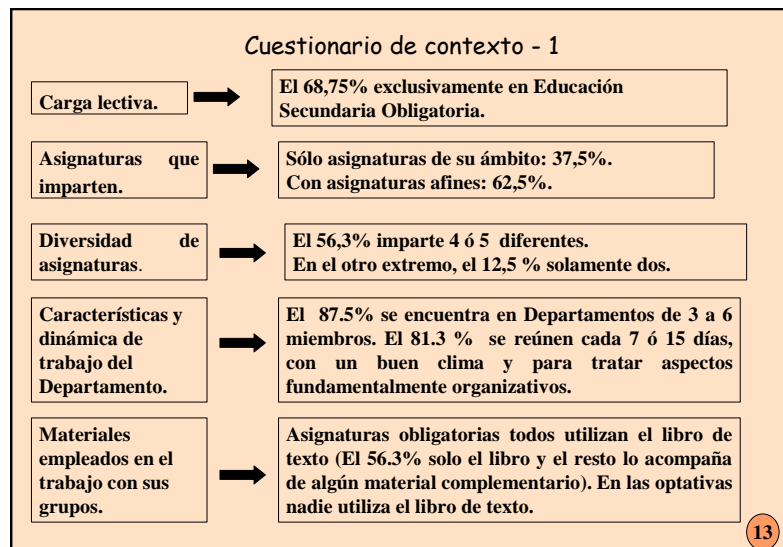 Cuestionario de contexto - 1
Carga lectiva.
El 68,75% exclusivamente en Educación
Secundaria Obligatoria.
Asignaturas que
imparten.
Sólo asignaturas de su ámbito: 37,5%.
Con asignaturas afines: 62,5%.
Diversidad de
asignaturas.
El 56,3% imparte 4 ó 5 diferentes.
En el otro extremo, el 12,5 % solamente dos.
Características y
dinámica de
trabajo del
Departamento.
El 87.5% se encuentra en Departamentos de 3 a 6
miembros. El 81.3 % se reúnen cada 7 ó 15 días,
con un buen clima y para tratar aspectos
fundamentalmente organizativos.
Materiales
empleados en el
trabajo con sus
grupos.
Asignaturas obligatorias todos utilizan el libro de
texto (El 56.3% solo el libro y el resto lo acompaña
de algún material complementario). En las optativas
nadie utiliza el libro de texto.
13